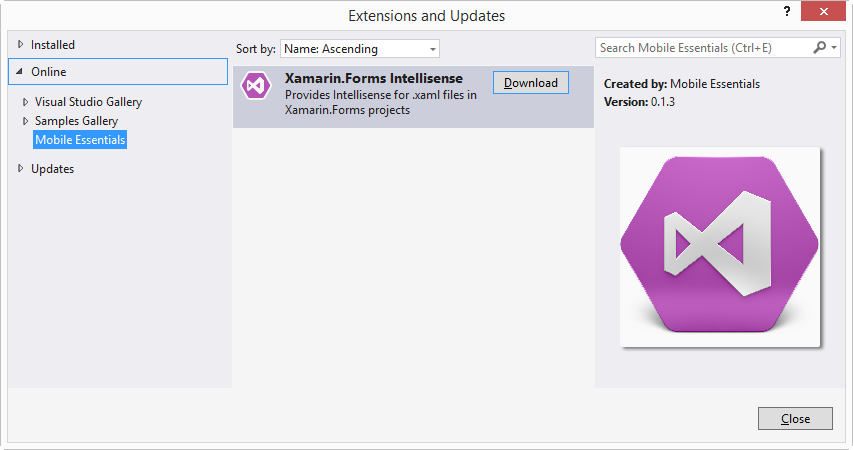 Extensions and Updates
?
Installed
Online
Visual Studio Gallery
Samples Gallery
Mobile Essentials
Updates
Sort by: Name: Ascending
Xamarin.Forms Intellisense
Provides Intellisense for .xaml files in
Xamarin.Forms projects
Download
Search Mobile Essentials (Ctrl+E)
Created by: Mobile Essentials
Version: 0.1.3
Close